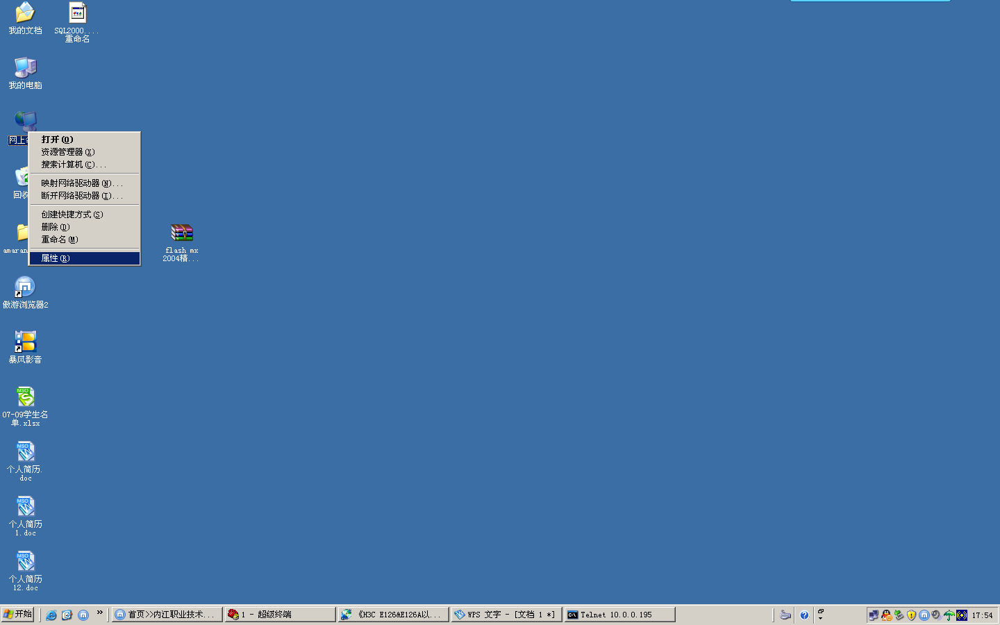 我的文档
SQL2000....
重命名
我的电脑
网上
打开(O)
资源管理器(X)
搜索计算机(C)...
映射网络驱动器(N)...
断开网络驱动器(I)...
创建快捷方式(S)
删除(D)
重命名(M)
属性(R)
回收
amaran
flash mx
2004精...
傲游浏览器2
暴风影音
07-09学生名
单.xlsx
个人简历.
doc
个人简历
1.doc
个人简历
12.doc
开始
首页>>内江职业技术...
1 - 超级终端
《H3C E126&E126A以...
WPS 文字 - [文档 1 *]
Telnet 10.0.0.195
17:54